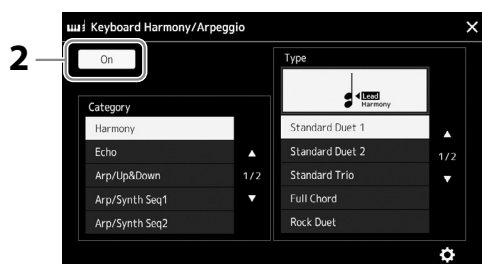 Keyboard Harmony/Arpeggio
2
On
Type
Lead
Harmony
Category
Harmony
Echo
Arp/Up&Down
Arp/Synth Seq1
Arp/Synth Seq2
1/2
Standard Duet 1
Standard Duet 2
Standard Trio
Full Chord
Rock Duet
1/2